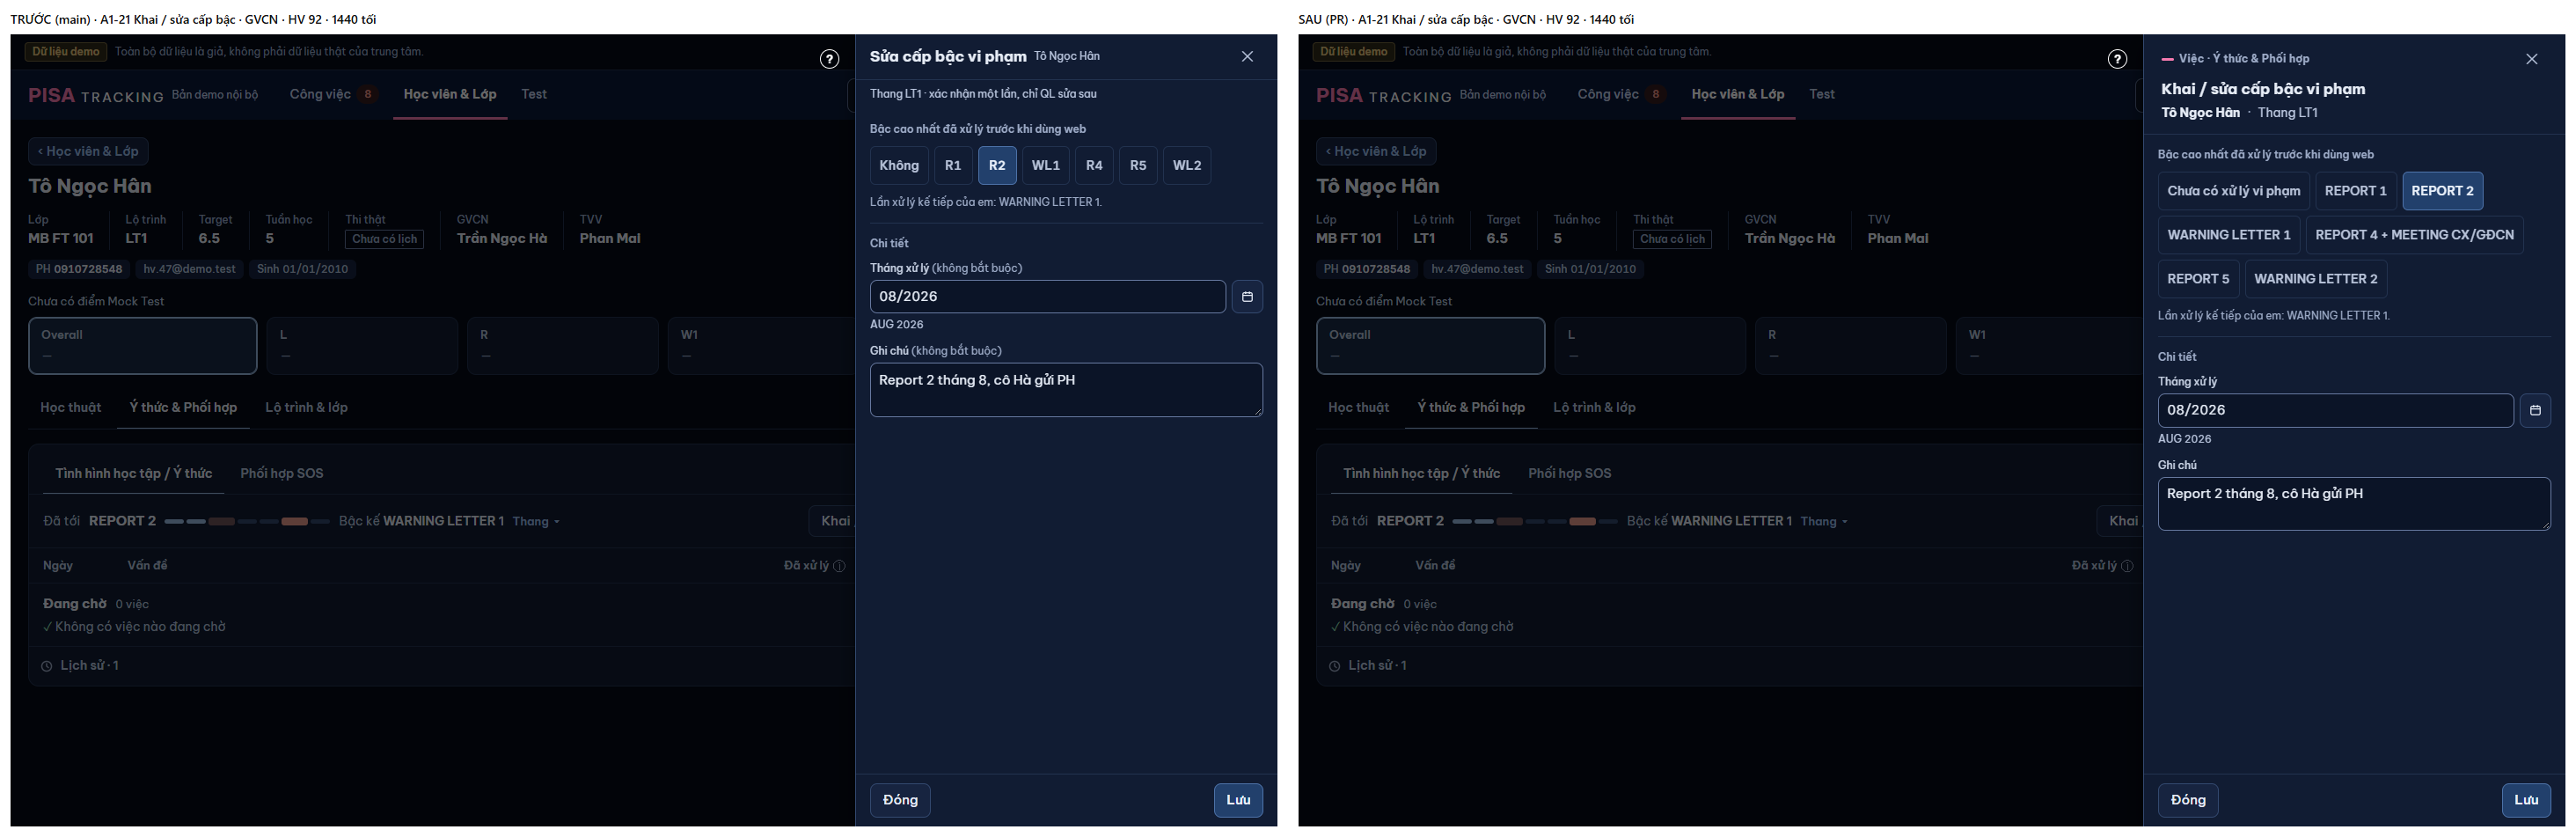 TRƯỚC (main) · A1-21 Khai / sửa cấp bậc · GVCN · HV 92 · 1440 tối
Dữ liệu demo Toàn bộ dữ liệu là giả, không phải dữ liệu thật của trung tâm.
?
PISA TRACKING Bản demo nội bộ Công việc 8 Học viên & Lớp Test
‹ Học viên & Lớp
Tô Ngọc Hân
Lớp Lộ trình Target Tuần học Thi thật GVCN TVV
MB FT 101 LT1 6.5 5 Chưa có lịch Trần Ngọc Hà Phan Mai
PH 0910728548 hv.47@demo.test Sinh 01/01/2010
Chưa có điểm Mock Test
Overall L R W1
— — — —
Học thuật Ý thức & Phối hợp Lộ trình & lớp
Tình hình học tập / Ý thức Phối hợp SOS
Đã tới REPORT 2 Bậc kế WARNING LETTER 1 Thang Khai
Ngày Vấn đề Đã xử lý
Đang chờ 0 việc
✓ Không có việc nào đang chờ
Lịch sử · 1
Sửa cấp bậc vi phạm Tô Ngọc Hân
Thang LT1 · xác nhận một lần, chỉ QL sửa sau
Bậc cao nhất đã xử lý trước khi dùng web
Không R1 R2 WL1 R4 R5 WL2
Lần xử lý kế tiếp của em: WARNING LETTER 1.
Chi tiết
Tháng xử lý (không bắt buộc)
08/2026
AUG 2026
Ghi chú (không bắt buộc)
Report 2 tháng 8, cô Hà gửi PH
Đóng Lưu
SAU (PR) · A1-21 Khai / sửa cấp bậc · GVCN · HV 92 · 1440 tối
Dữ liệu demo Toàn bộ dữ liệu là giả, không phải dữ liệu thật của trung tâm.
?
PISA TRACKING Bản demo nội bộ Công việc 8 Học viên & Lớp Test
‹ Học viên & Lớp
Tô Ngọc Hân
Lớp Lộ trình Target Tuần học Thi thật GVCN TVV
MB FT 101 LT1 6.5 5 Chưa có lịch Trần Ngọc Hà Phan Mai
PH 0910728548 hv.47@demo.test Sinh 01/01/2010
Chưa có điểm Mock Test
Overall L R W1
— — — —
Học thuật Ý thức & Phối hợp Lộ trình & lớp
Tình hình học tập / Ý thức Phối hợp SOS
Đã tới REPORT 2 Bậc kế WARNING LETTER 1 Thang Khai
Ngày Vấn đề Đã xử lý
Đang chờ 0 việc
✓ Không có việc nào đang chờ
Lịch sử · 1
Việc · Ý thức & Phối hợp
Khai / sửa cấp bậc vi phạm
Tô Ngọc Hân · Thang LT1
Bậc cao nhất đã xử lý trước khi dùng web
Chưa có xử lý vi phạm REPORT 1 REPORT 2
WARNING LETTER 1 REPORT 4 + MEETING CX/GĐCN
REPORT 5 WARNING LETTER 2
Lần xử lý kế tiếp của em: WARNING LETTER 1.
Chi tiết
Tháng xử lý
08/2026
AUG 2026
Ghi chú
Report 2 tháng 8, cô Hà gửi PH
Đóng Lưu